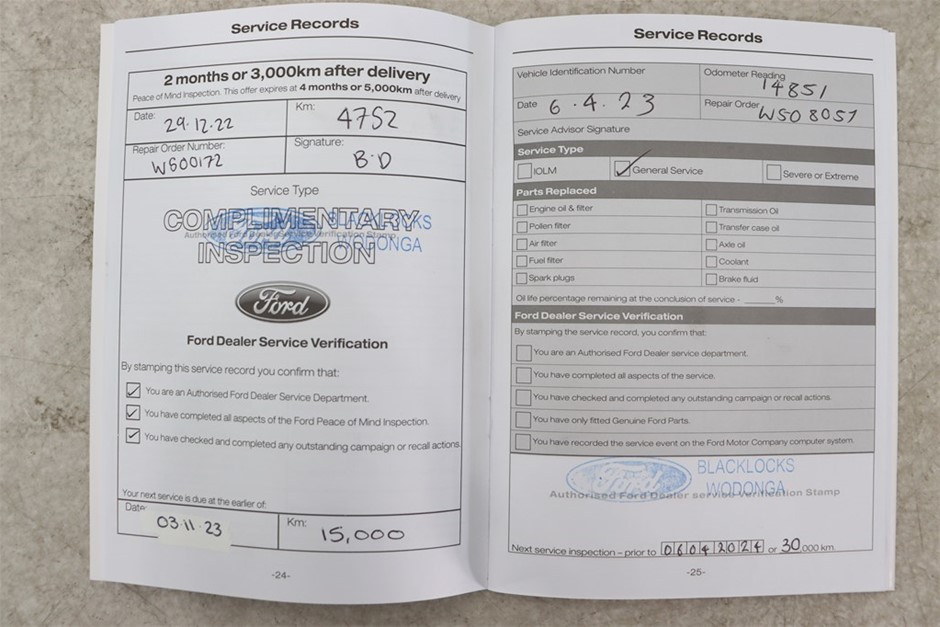 Service Records
2 months or 3,000km after delivery
Peace of Mind Inspection. This offer expires at 4 months or 5,000km after delivery
Date: 29.12.22
Km: 4752
Repair Order Number: WS00172
Signature: B.D
Service Type
COMPLIMENTARY INSPECTION
Authorised Ford Dealer Service Verification Stamp
BLACKLOCKS
WODONGA
Ford
Ford Dealer Service Verification
By stamping this service record you confirm that:
You are an Authorised Ford Dealer Service Department.
You have completed all aspects of the Ford Peace of Mind Inspection.
You have checked and completed any outstanding campaign or recall actions.
Your next service is due at the earlier of:
Date: 03.11.23
Km: 15,000
-24-
Service Records
Vehicle Identification Number
Odometer Reading 14851
Date 6.4.23
Repair Order WS08057
Service Advisor Signature
Service Type
IOLM
General Service
Severe or Extreme
Parts Replaced
Engine oil & filter
Transmission Oil
Pollen filter
Transfer case oil
Air filter
Axle oil
Fuel filter
Coolant
Spark plugs
Brake fluid
Oil life percentage remaining at the conclusion of service - ______%
Ford Dealer Service Verification
By stamping the service record, you confirm that:
You are an Authorised Ford Dealer service department.
You have completed all aspects of the service.
You have checked and completed any outstanding campaign or recall actions.
You have only fitted Genuine Ford Parts.
You have recorded the service event on the Ford Motor Company computer system.
Ford
BLACKLOCKS
WODONGA
Authorised Ford Dealer service verification Stamp
Next service inspection – prior to 06042024 or 30,000 km.
-25-